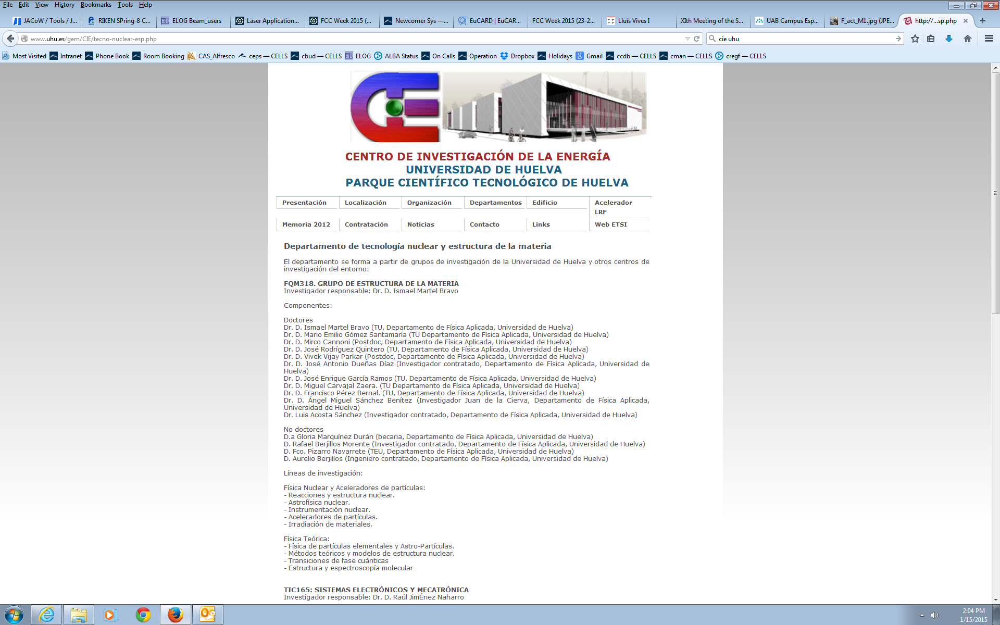 File Edit View History Bookmarks Tools Help
JACoW / Tools / J... RIKEN SPring-8 C... ELOG Beam_users Laser Application... FCC Week 2015 (... Newcomer Sys —... EuCARD | EuCAR... FCC Week 2015 (23-2... Lluís Vives I XIth Meeting of the S... UAB Campus Esp... F_act_M1.jpg (JPE... http://...sp.php
www.uhu.es/gem/CIE/tecno-nuclear-esp.php cie uhu
Most Visited Intranet Phone Book Room Booking CAS_Alfresco ceps — CELLS cbud — CELLS ELOG ALBA Status On Calls Operation Dropbox Holidays Gmail ccdb — CELLS cman — CELLS cregf — CELLS
CENTRO DE INVESTIGACIÓN DE LA ENERGÍA
UNIVERSIDAD DE HUELVA
PARQUE CIENTÍFICO TECNOLÓGICO DE HUELVA
Presentación Localización Organización Departamentos Edificio Acelerador
LRF
Memoria 2012 Contratación Noticias Contacto Links Web ETSI
Departamento de tecnología nuclear y estructura de la materia
El departamento se forma a partir de grupos de investigación de la Universidad de Huelva y otros centros de
investigación del entorno:
FQM318. GRUPO DE ESTRUCTURA DE LA MATERIA
Investigador responsable: Dr. D. Ismael Martel Bravo
Componentes:
Doctores
Dr. D. Ismael Martel Bravo (TU, Departamento de Física Aplicada, Universidad de Huelva)
Dr. D. Mario Emilio Gómez Santamaría (TU Departamento de Física Aplicada, Universidad de Huelva)
Dr. D. Mirco Cannoni (Postdoc, Departamento de Física Aplicada, Universidad de Huelva)
Dr. D. José Rodríguez Quintero (TU, Departamento de Física Aplicada, Universidad de Huelva)
Dr. D. Vivek Vijay Parkar (Postdoc, Departamento de Física Aplicada, Universidad de Huelva)
Dr. D. José Antonio Dueñas Díaz (Investigador contratado, Departamento de Física Aplicada, Universidad de
Huelva)
Dr. D. José Enrique García Ramos (TU, Departamento de Física Aplicada, Universidad de Huelva)
Dr. D. Miguel Carvajal Zaera. (TU Departamento de Física Aplicada, Universidad de Huelva)
Dr. D. Francisco Pérez Bernal. (TU, Departamento de Física Aplicada, Universidad de Huelva)
Dr. D. Ángel Miguel Sánchez Benítez (Investigador Juan de la Cierva, Departamento de Física Aplicada,
Universidad de Huelva)
Dr. Luis Acosta Sánchez (Investigador contratado, Departamento de Física Aplicada, Universidad de Huelva)
No doctores
D.a Gloria Marquínez Durán (becaria, Departamento de Física Aplicada, Universidad de Huelva)
D. Rafael Berjillos Morente (Investigador contratado, Departamento de Física Aplicada, Universidad de Huelva)
D. Fco. Pizarro Navarrete (TEU, Departamento de Física Aplicada, Universidad de Huelva)
D. Aurelio Berjillos (Ingeniero contratado, Departamento de Física Aplicada, Universidad de Huelva)
Líneas de investigación:
Física Nuclear y Aceleradores de partículas:
- Reacciones y estructura nuclear.
- Astrofísica nuclear.
- Instrumentación nuclear.
- Aceleradores de partículas.
- Irradiación de materiales.
Física Teórica:
- Física de partículas elementales y Astro-Partículas.
- Métodos teóricos y modelos de estructura nuclear.
- Transiciones de fase cuánticas
- Estructura y espectroscopía molecular
TIC165: SISTEMAS ELECTRÓNICOS Y MECATRÓNICA
Investigador responsable: Dr. D. Raúl JimÉnez Naharro
2:04 PM
1/15/2015